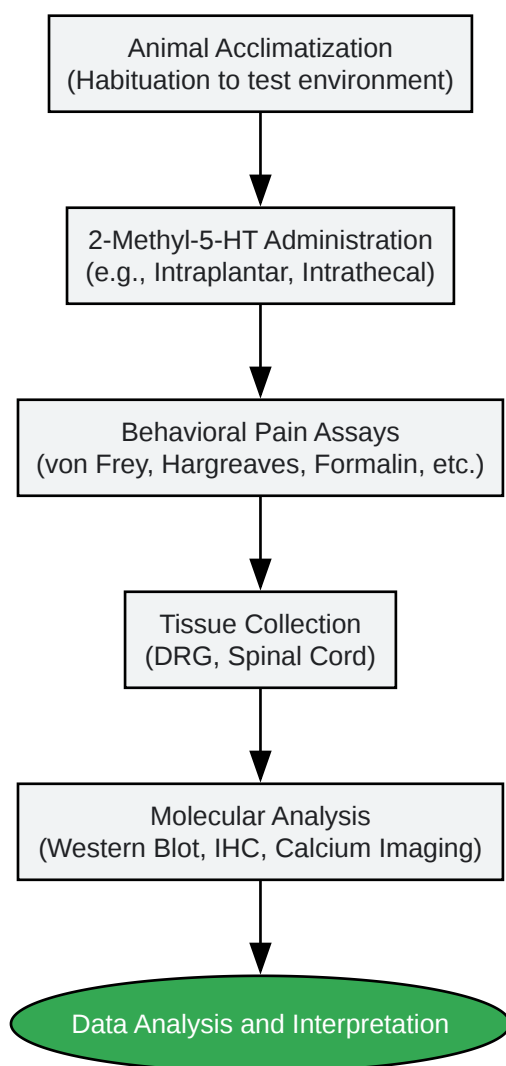 Animal Acclimatization
(Habituation to test environment)
2-Methyl-5-HT Administration
(e.g., Intraplantar, Intrathecal)
Behavioral Pain Assays
(von Frey, Hargreaves, Formalin, etc.)
Tissue Collection
(DRG, Spinal Cord)
Molecular Analysis
(Western Blot, IHC, Calcium Imaging)
Data Analysis and Interpretation